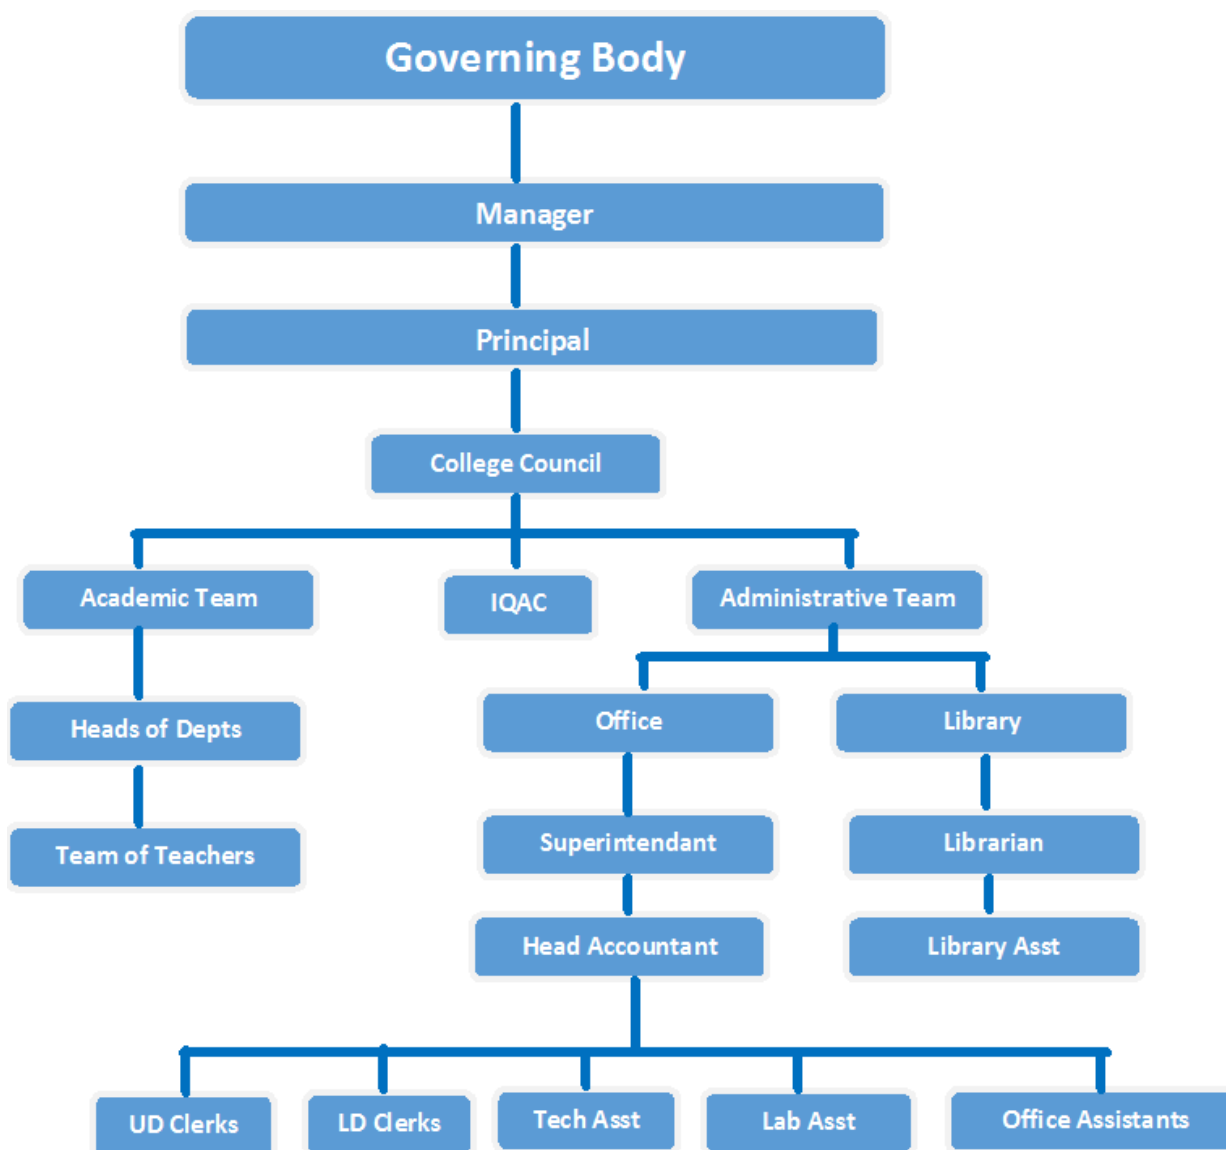 Governing Body
Manager
Principal
College Council
Academic Team
IQAC
Administrative Team
Heads of Depts
Office
Library
Team of Teachers
Superintendant
Librarian
Head Accountant
Library Asst
UD Clerks
LD Clerks
Tech Asst
Lab Asst
Office Assistants